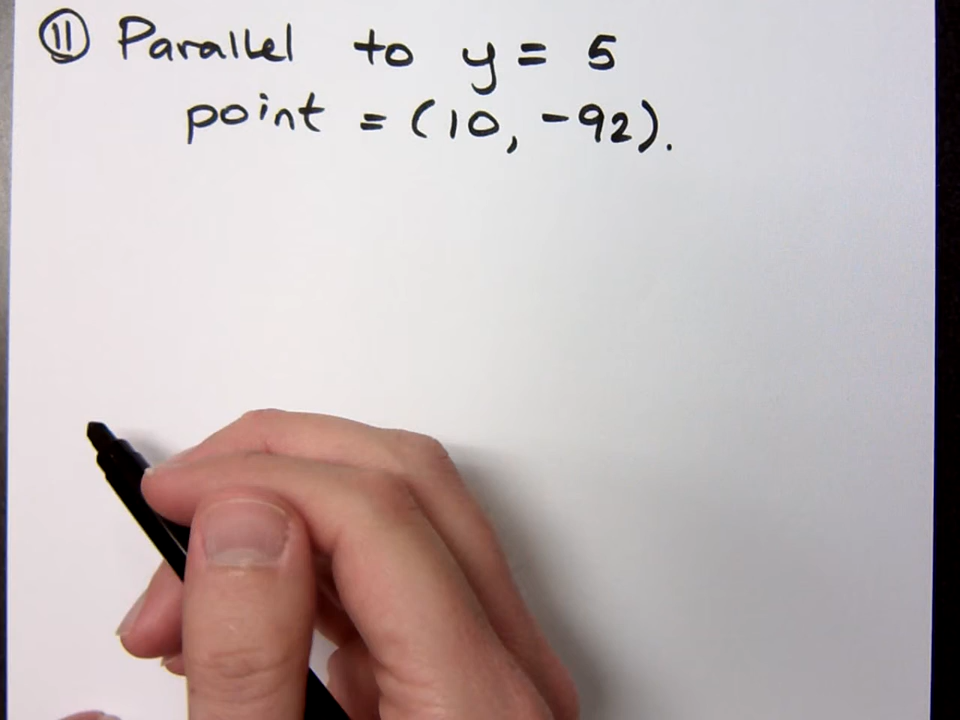 ⑪ Parallel to y = 5
point = (10, -92).